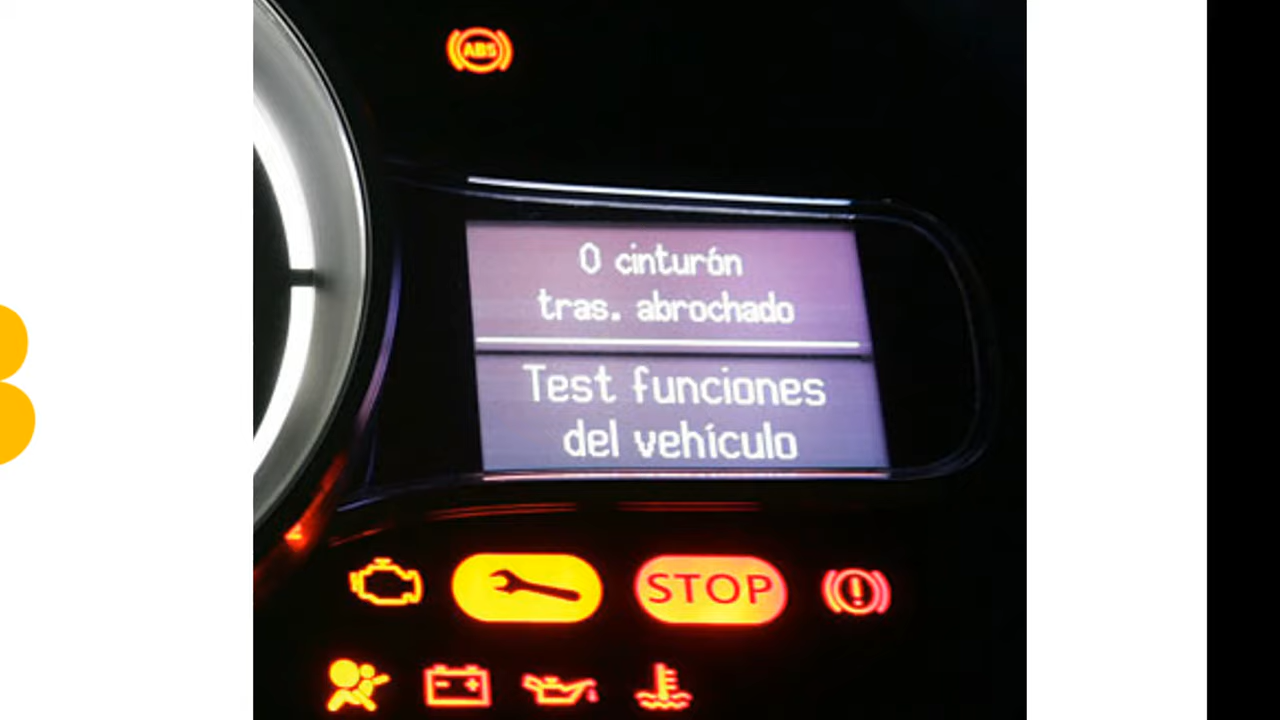 ABS
0 cinturón
tras. abrochado
Test funciones
del vehículo
STOP